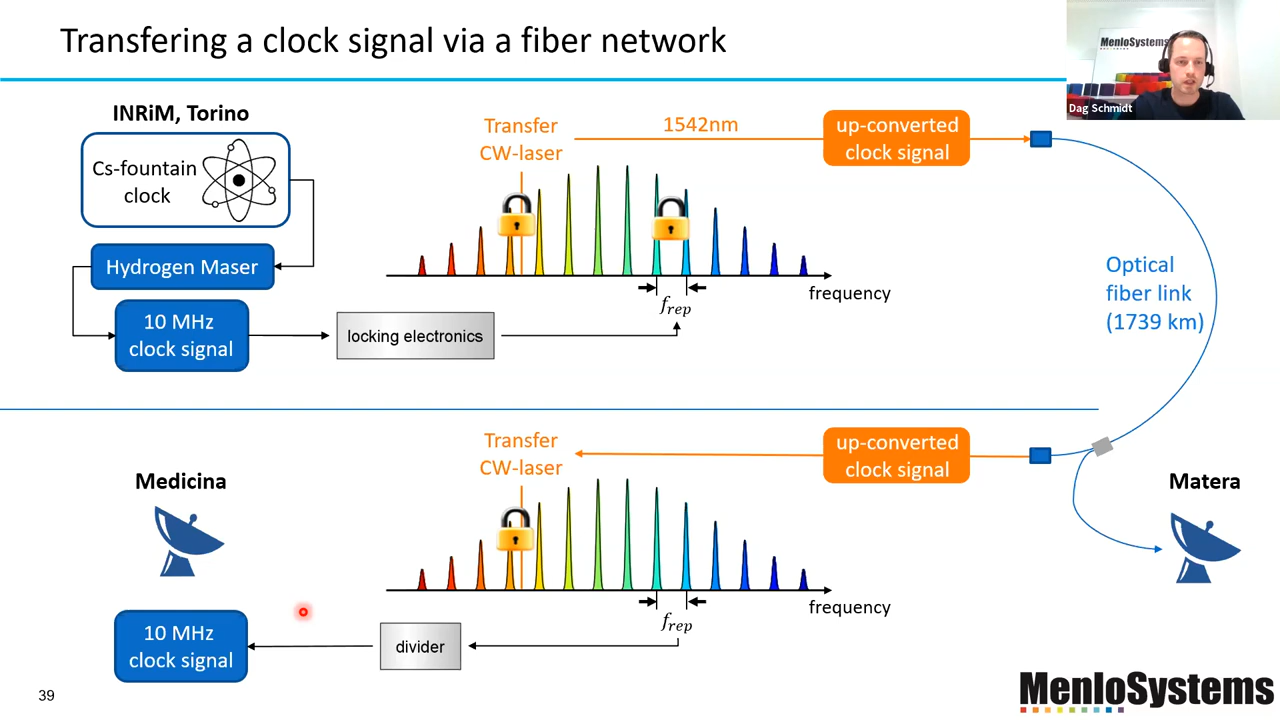 Transfering a clock signal via a fiber network
MenloSystems
Dag Schmidt
INRiM, Torino
Cs-fountain
clock
Hydrogen Maser
10 MHz
clock signal
locking electronics
Transfer
CW-laser
1542nm
up-converted
clock signal
frequency
f_rep
Optical
fiber link
(1739 km)
Transfer
CW-laser
up-converted
clock signal
Medicina
Matera
frequency
f_rep
10 MHz
clock signal
divider
39
MenloSystems